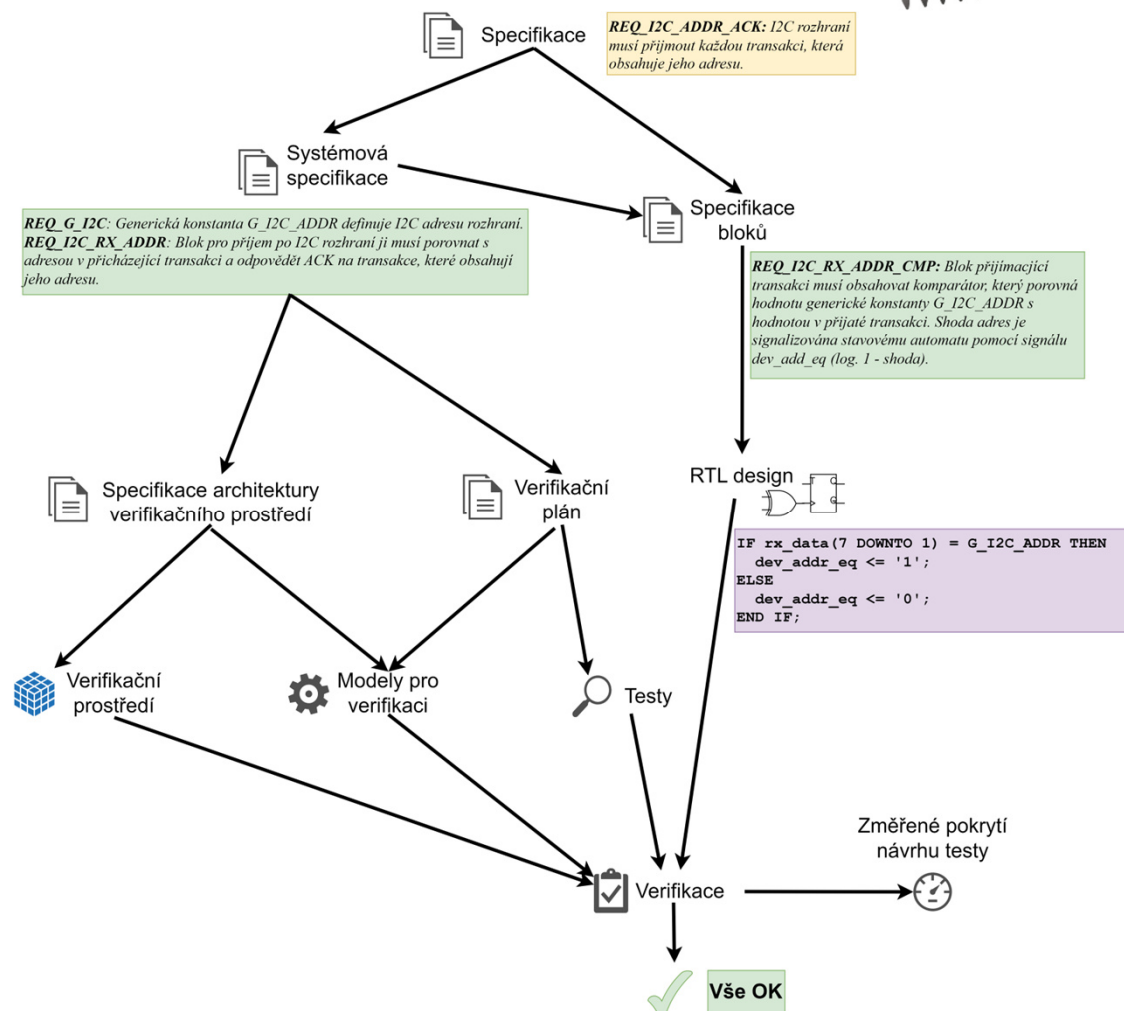 Specifikace
REQ_I2C_ADDR_ACK: I2C rozhraní
musí přijmout každou transakci, která
obsahuje jeho adresu.
Systémová
specifikace
Specifikace
bloků
REQ_G_I2C: Generická konstanta G_I2C_ADDR definuje I2C adresu rozhraní.
REQ_I2C_RX_ADDR: Blok pro příjem po I2C rozhraní ji musí porovnat s
adresou v přicházející transakci a odpovědět ACK na transakce, které obsahují
jeho adresu.
REQ_I2C_RX_ADDR_CMP: Blok přijímacjící
transakci musí obsahovat komparátor, který porovná
hodnotu generické konstanty G_I2C_ADDR s
hodnotou v přijaté transakci. Shoda adres je
signalizována stavovému automatu pomocí signálu
dev_add_eq (log. 1 - shoda).
Specifikace architektury
verifikačního prostředí
Verifikační
plán
RTL design
IF rx_data(7 DOWNTO 1) = G_I2C_ADDR THEN
dev_addr_eq <= '1';
ELSE
dev_addr_eq <= '0';
END IF;
Verifikační
prostředí
Modely pro
verifikaci
Testy
Změřené pokrytí
návrhu testy
Verifikace
Vše OK